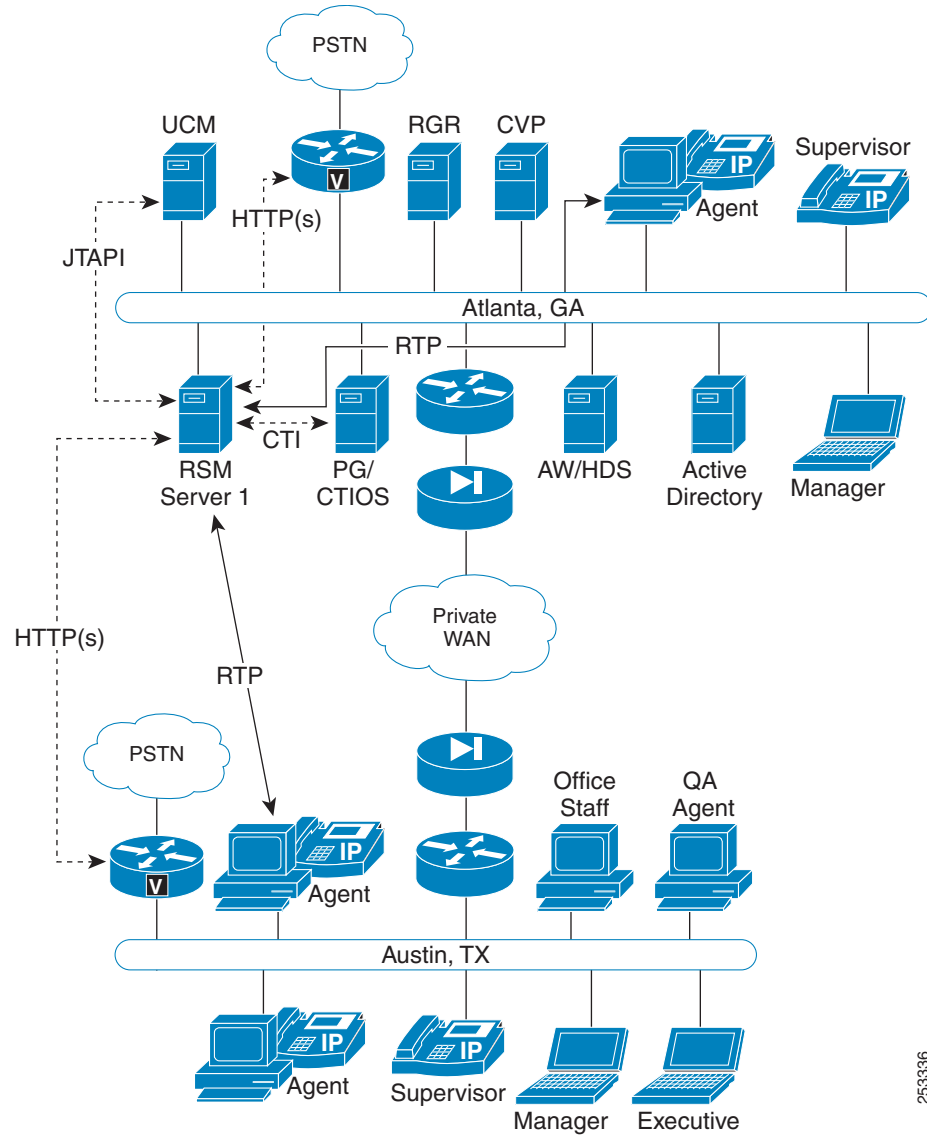 PSTN
UCM
RGR
CVP
Supervisor
V
IP
IP
Agent
HTTP(s)
JTAPI
Atlanta, GA
RTP
CTI
RSM
Server 1
PG/
CTIOS
AW/HDS
Active
Directory
Manager
Private
WAN
HTTP(s)
RTP
PSTN
Office
Staff
QA
Agent
V
IP
Agent
Austin, TX
IP
Agent
IP
Supervisor
Manager
Executive
253336